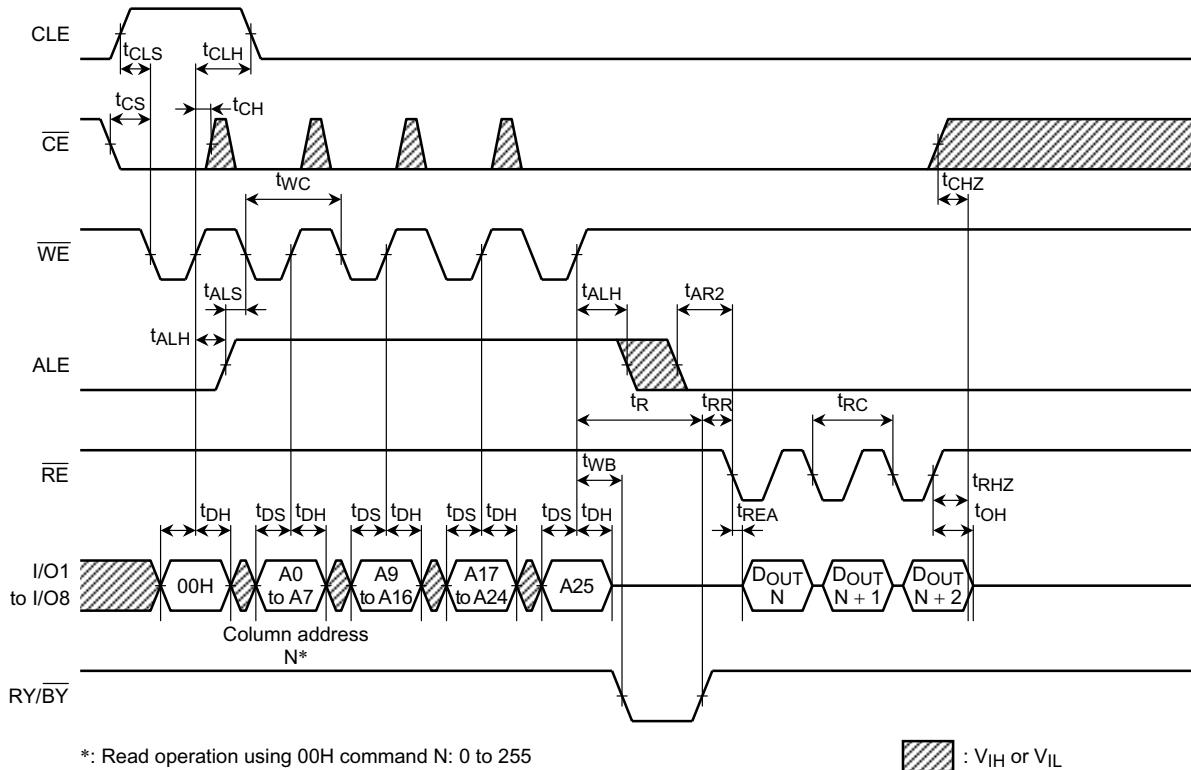 CLE
tCLS
tCLH
tCS
tCH
CE
tCHZ
tWC
WE
tALS
tALH
tAR2
tALH
ALE
tR
tRR
tRC
RE
tWB
tRHZ
tREA
tOH
tDH
tDS
tDH
tDS
tDH
tDS
tDH
tDS
tDH
I/O1
to I/O8
00H
A0
to A7
A9
to A16
A17
to A24
A25
DOUT
N
DOUT
N + 1
DOUT
N + 2
Column address
N*
RY/BY
*: Read operation using 00H command N: 0 to 255
: VIH or VIL